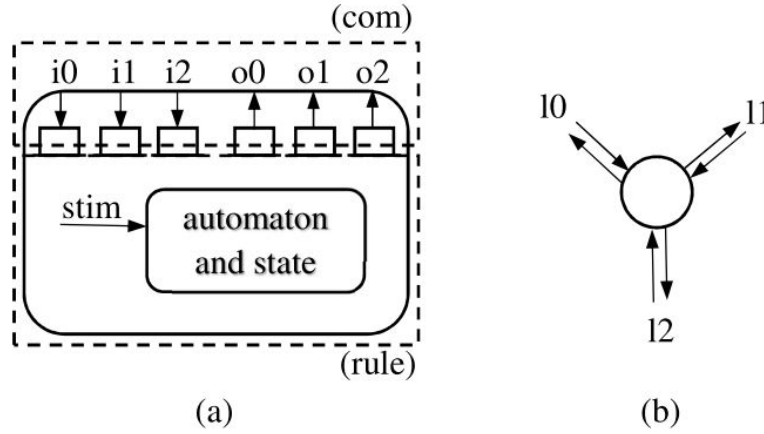 (com)
i0 i1 i2 o0 o1 o2
stim
automaton
and state
(rule)
(a)
l0
l1
l2
(b)